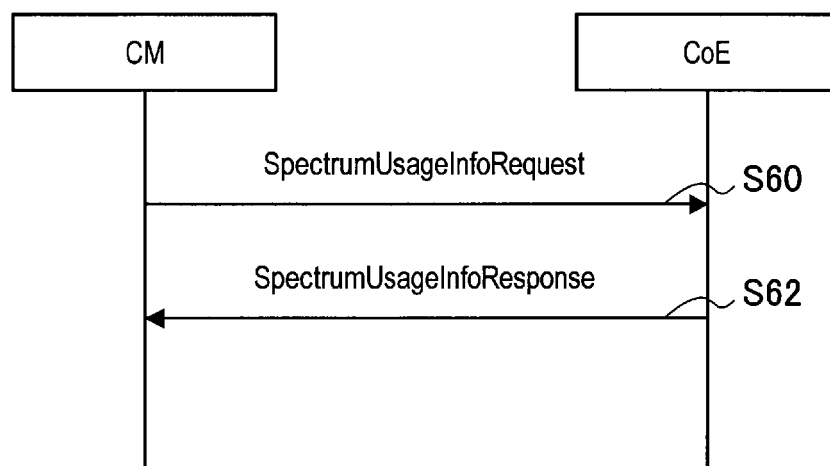 CM
CoE
SpectrumUsageInfoRequest
S60
SpectrumUsageInfoResponse
S62